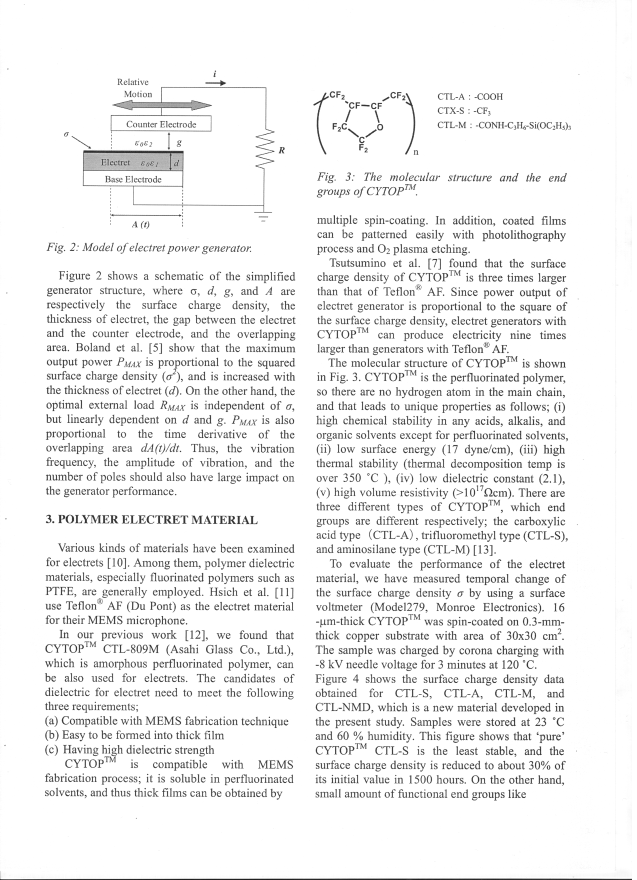 Relative
Motion
i
Counter Electrode
σ
ε0ε2
g
Electret
ε0ε1
d
Base Electrode
R
A (t)
Fig. 2: Model of electret power generator.
Figure 2 shows a schematic of the simplified
generator structure, where σ, d, g, and A are
respectively the surface charge density, the
thickness of electret, the gap between the electret
and the counter electrode, and the overlapping
area. Boland et al. [5] show that the maximum
output power PMAX is proportional to the squared
surface charge density (σ²), and is increased with
the thickness of electret (d). On the other hand, the
optimal external load RMAX is independent of σ,
but linearly dependent on d and g. PMAX is also
proportional to the time derivative of the
overlapping area dA(t)/dt. Thus, the vibration
frequency, the amplitude of vibration, and the
number of poles should also have large impact on
the generator performance.
3. POLYMER ELECTRET MATERIAL
Various kinds of materials have been examined
for electrets [10]. Among them, polymer dielectric
materials, especially fluorinated polymers such as
PTFE, are generally employed. Hsich et al. [11]
use Teflon® AF (Du Pont) as the electret material
for their MEMS microphone.
In our previous work [12], we found that
CYTOP™ CTL-809M (Asahi Glass Co., Ltd.),
which is amorphous perfluorinated polymer, can
be also used for electrets. The candidates of
dielectric for electret need to meet the following
three requirements;
(a) Compatible with MEMS fabrication technique
(b) Easy to be formed into thick film
(c) Having high dielectric strength
CYTOP™ is compatible with MEMS
fabrication process; it is soluble in perfluorinated
solvents, and thus thick films can be obtained by
CF2 CF2
CF—CF
F2C O
C
F2
n
CTL-A : -COOH
CTX-S : -CF3
CTL-M : -CONH-C3H6-Si(OC2H5)3
Fig. 3: The molecular structure and the end
groups of CYTOP™.
multiple spin-coating. In addition, coated films
can be patterned easily with photolithography
process and O2 plasma etching.
Tsutsumino et al. [7] found that the surface
charge density of CYTOP™ is three times larger
than that of Teflon® AF. Since power output of
electret generator is proportional to the square of
the surface charge density, electret generators with
CYTOP™ can produce electricity nine times
larger than generators with Teflon® AF.
The molecular structure of CYTOP™ is shown
in Fig. 3. CYTOP™ is the perfluorinated polymer,
so there are no hydrogen atom in the main chain,
and that leads to unique properties as follows; (i)
high chemical stability in any acids, alkalis, and
organic solvents except for perfluorinated solvents,
(ii) low surface energy (17 dyne/cm), (iii) high
thermal stability (thermal decomposition temp is
over 350 °C ), (iv) low dielectric constant (2.1),
(v) high volume resistivity (>10¹⁷Ωcm). There are
three different types of CYTOP™, which end
groups are different respectively; the carboxylic
acid type （CTL-A）, trifluoromethyl type (CTL-S),
and aminosilane type (CTL-M) [13].
To evaluate the performance of the electret
material, we have measured temporal change of
the surface charge density σ by using a surface
voltmeter (Model279, Monroe Electronics). 16
-μm-thick CYTOP™ was spin-coated on 0.3-mm-
thick copper substrate with area of 30x30 cm².
The sample was charged by corona charging with
-8 kV needle voltage for 3 minutes at 120 °C.
Figure 4 shows the surface charge density data
obtained for CTL-S, CTL-A, CTL-M, and
CTL-NMD, which is a new material developed in
the present study. Samples were stored at 23 °C
and 60 % humidity. This figure shows that ‘pure’
CYTOP™ CTL-S is the least stable, and the
surface charge density is reduced to about 30% of
its initial value in 1500 hours. On the other hand,
small amount of functional end groups like